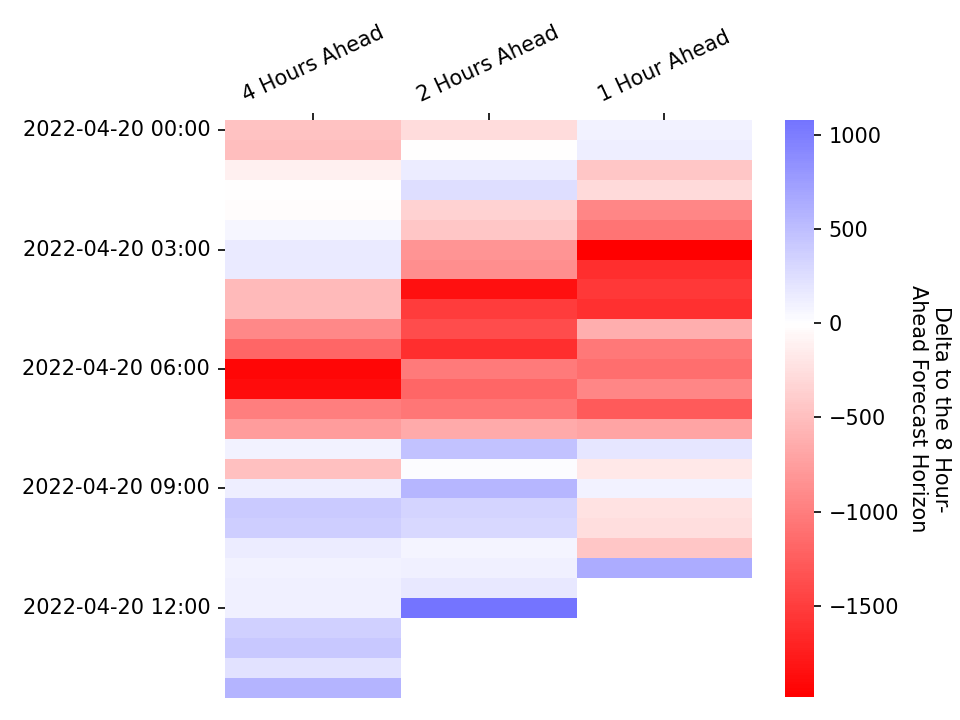 4 Hours Ahead
2 Hours Ahead
1 Hour Ahead
2022-04-20 00:00
2022-04-20 03:00
2022-04-20 06:00
2022-04-20 09:00
2022-04-20 12:00
1000
500
0
−500
−1000
−1500
Delta to the 8 Hour-
Ahead Forecast Horizon